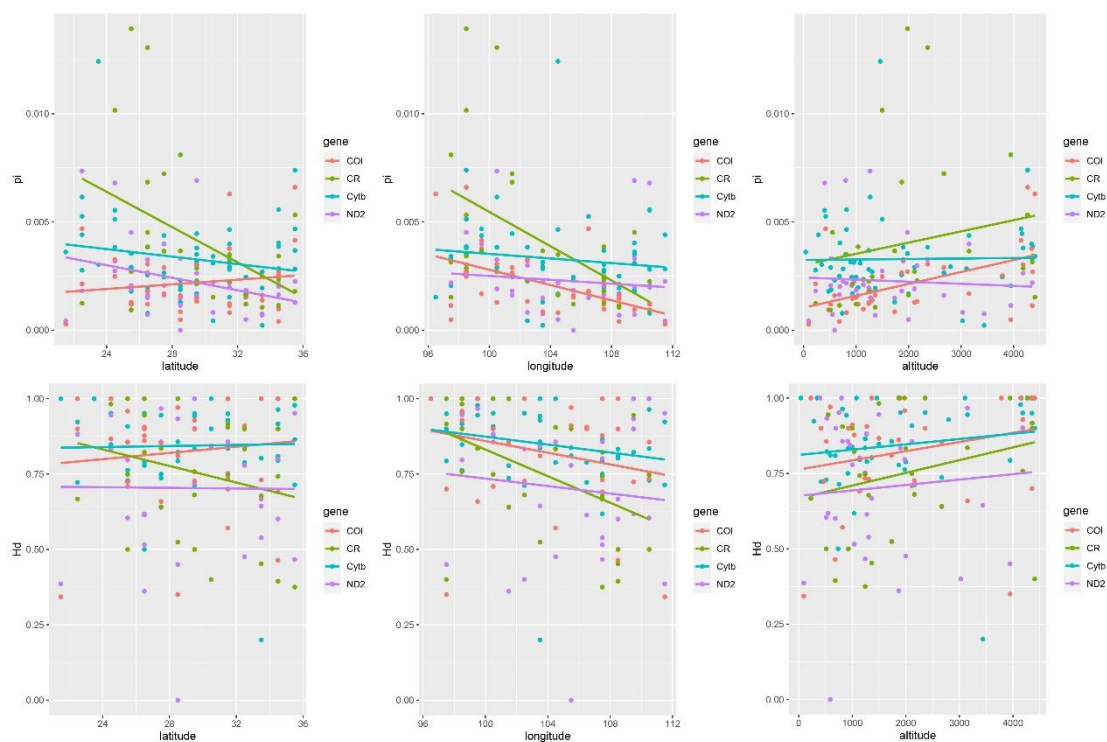 pi
0.010
0.005
0.000
24
28
32
36
latitude
gene
COI
CR
Cytb
ND2
pi
0.010
0.005
0.000
96
100
104
108
112
longitude
gene
COI
CR
Cytb
ND2
pi
0.010
0.005
0.000
0
1000
2000
3000
4000
altitude
gene
COI
CR
Cytb
ND2
Hd
1.00
0.75
0.50
0.25
0.00
24
28
32
36
latitude
gene
COI
CR
Cytb
ND2
Hd
1.00
0.75
0.50
0.25
0.00
96
100
104
108
112
longitude
gene
COI
CR
Cytb
ND2
Hd
1.00
0.75
0.50
0.25
0.00
0
1000
2000
3000
4000
altitude
gene
COI
CR
Cytb
ND2